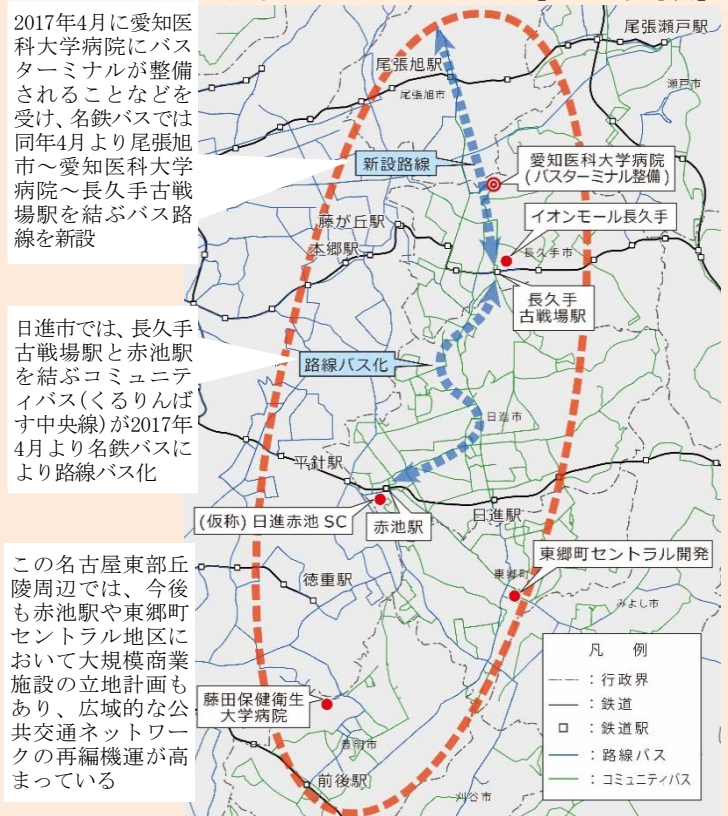 2017年4月に愛知医
科大学病院にバス
ターミナルが整備
されることなどを
受け、名鉄バスでは
同年4月より尾張旭
市～愛知医科大学
病院～長久手古戦
場駅を結ぶバス路
線を新設
日進市では、長久手
古戦場駅と赤池駅
を結ぶコミュニテ
ィバス(くるりんば
す中央線)が2017年
4月より名鉄バスに
より路線バス化
この名古屋東部丘
陵周辺では、今後
も赤池駅や東郷町
セントラル地区に
おいて大規模商業
施設の立地計画も
あり、広域的な公
共交通ネットワー
クの再編機運が高
まっている
尾張瀬戸駅
尾張旭駅
瀬戸市
尾張旭市
新設路線
愛知医科大学病院
(バスターミナル整備)
イオンモール長久手
藤が丘駅
本郷駅
長久手市
長久手
古戦場駅
路線バス化
日進市
平針駅
(仮称)日進赤池 SC
赤池駅
日進駅
東郷町セントラル開発
東郷町
徳重駅
みよし市
藤田保健衛生
大学病院
豊明市
前後駅
刈谷市
凡 例
：行政界
：鉄道
：鉄道駅
：路線バス
：コミュニティバス